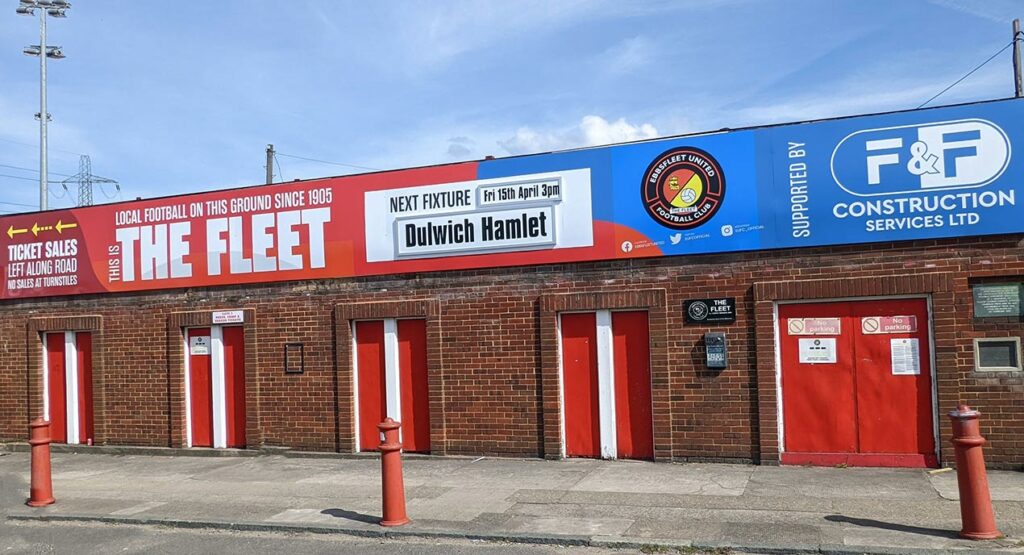 TICKET SALES
LEFT ALONG ROAD
NO SALES AT TURNSTILES
LOCAL FOOTBALL ON THIS GROUND SINCE 1905
THIS IS
THE FLEET
NEXT FIXTURE
Fri 15th April 3pm
Dulwich Hamlet
EBBSFLEET UNITED
THE FLEET
FOOTBALL CLUB
SUPPORTED BY
F&F
CONSTRUCTION
SERVICES LTD
THE
FLEET
No
parking
No
parking